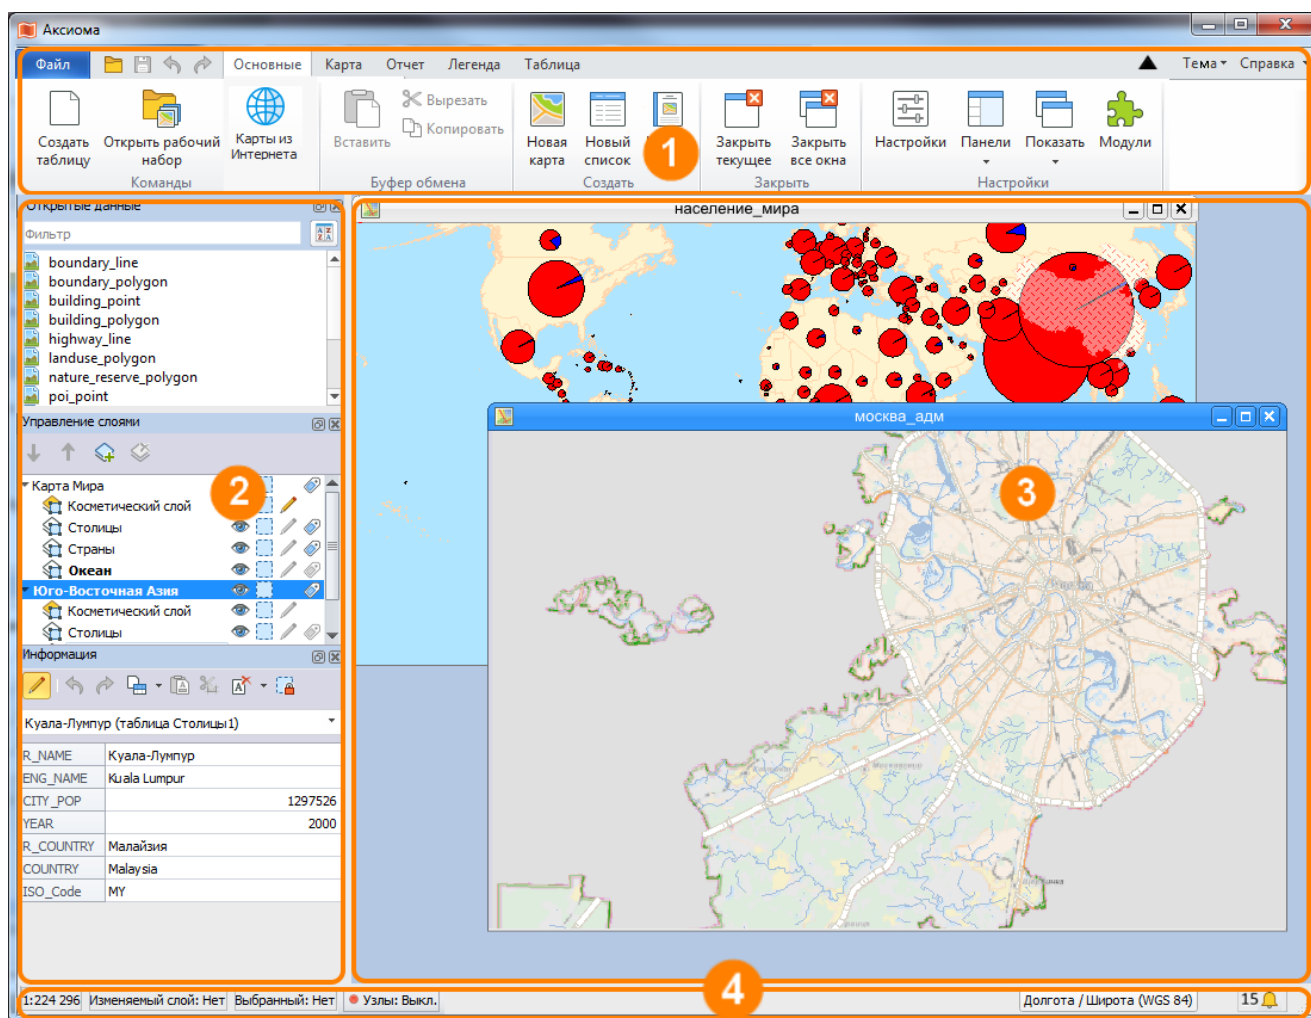 Аксиома
Файл Основные Карта Отчет Легенда Таблица Тема Справка
Создать таблицу
Открыть рабочий набор
Карты из Интернета
Вставить
Вырезать
Копировать
Новая карта
Новый список
Закрыть текущее
Закрыть все окна
Настройки
Панели
Показать
Модули
Команды Буфер обмена Создать Закрыть Настройки
1
Открытые данные
Фильтр
boundary_line
boundary_polygon
building_point
building_polygon
highway_line
landuse_polygon
nature_reserve_polygon
poi_point
Управление слоями
Карта Мира
Косметический слой
Столицы
Страны
Океан
Юго-Восточная Азия
Косметический слой
Столицы
2
Информация
Куала-Лумпур (таблица Столицы1)
R_NAME Куала-Лумпур
ENG_NAME Kuala Lumpur
CITY_POP 1297526
YEAR 2000
R_COUNTRY Малайзия
COUNTRY Malaysia
ISO_Code MY
население_мира
москва_адм
3
4
1:224 296 Изменяемый слой: Нет Выбранный: Нет Узлы: Выкл. Долгота / Широта (WGS 84) 15